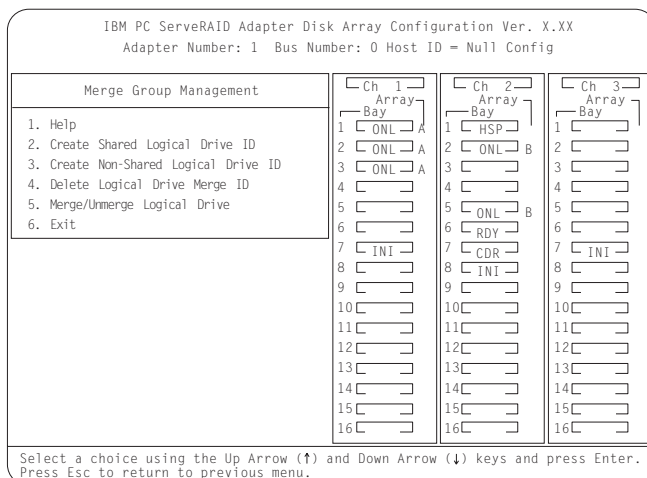 IBM PC ServeRAID Adapter Disk Array Configuration Ver. X.XX
Adapter Number: 1 Bus Number: 0 Host ID = Null Config
Merge Group Management
1. Help
2. Create Shared Logical Drive ID
3. Create Non-Shared Logical Drive ID
4. Delete Logical Drive Merge ID
5. Merge/Unmerge Logical Drive
6. Exit
Ch 1
Array
Bay
1 ONL A
2 ONL A
3 ONL A
4
5
6
7 INI
8
9
10
11
12
13
14
15
16
Ch 2
Array
Bay
1 HSP
2 ONL B
3
4
5 ONL B
6 RDY
7 CDR
8 INI
9
10
11
12
13
14
15
16
Ch 3
Array
Bay
1
2
3
4
5
6
7 INI
8
9
10
11
12
13
14
15
16
Select a choice using the Up Arrow (↑) and Down Arrow (↓) keys and press Enter.
Press Esc to return to previous menu.